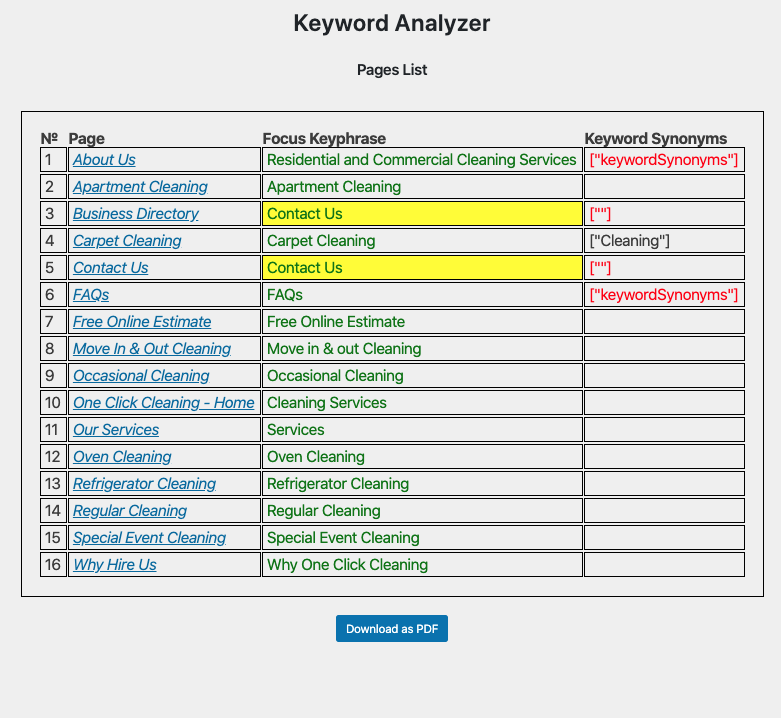 Keyword Analyzer
Pages List
Nº Page Focus Keyphrase Keyword Synonyms
1 About Us Residential and Commercial Cleaning Services ["keywordSynonyms"]
2 Apartment Cleaning Apartment Cleaning
3 Business Directory Contact Us [""]
4 Carpet Cleaning Carpet Cleaning ["Cleaning"]
5 Contact Us Contact Us [""]
6 FAQs FAQs ["keywordSynonyms"]
7 Free Online Estimate Free Online Estimate
8 Move In & Out Cleaning Move in & out Cleaning
9 Occasional Cleaning Occasional Cleaning
10 One Click Cleaning - Home Cleaning Services
11 Our Services Services
12 Oven Cleaning Oven Cleaning
13 Refrigerator Cleaning Refrigerator Cleaning
14 Regular Cleaning Regular Cleaning
15 Special Event Cleaning Special Event Cleaning
16 Why Hire Us Why One Click Cleaning
Download as PDF